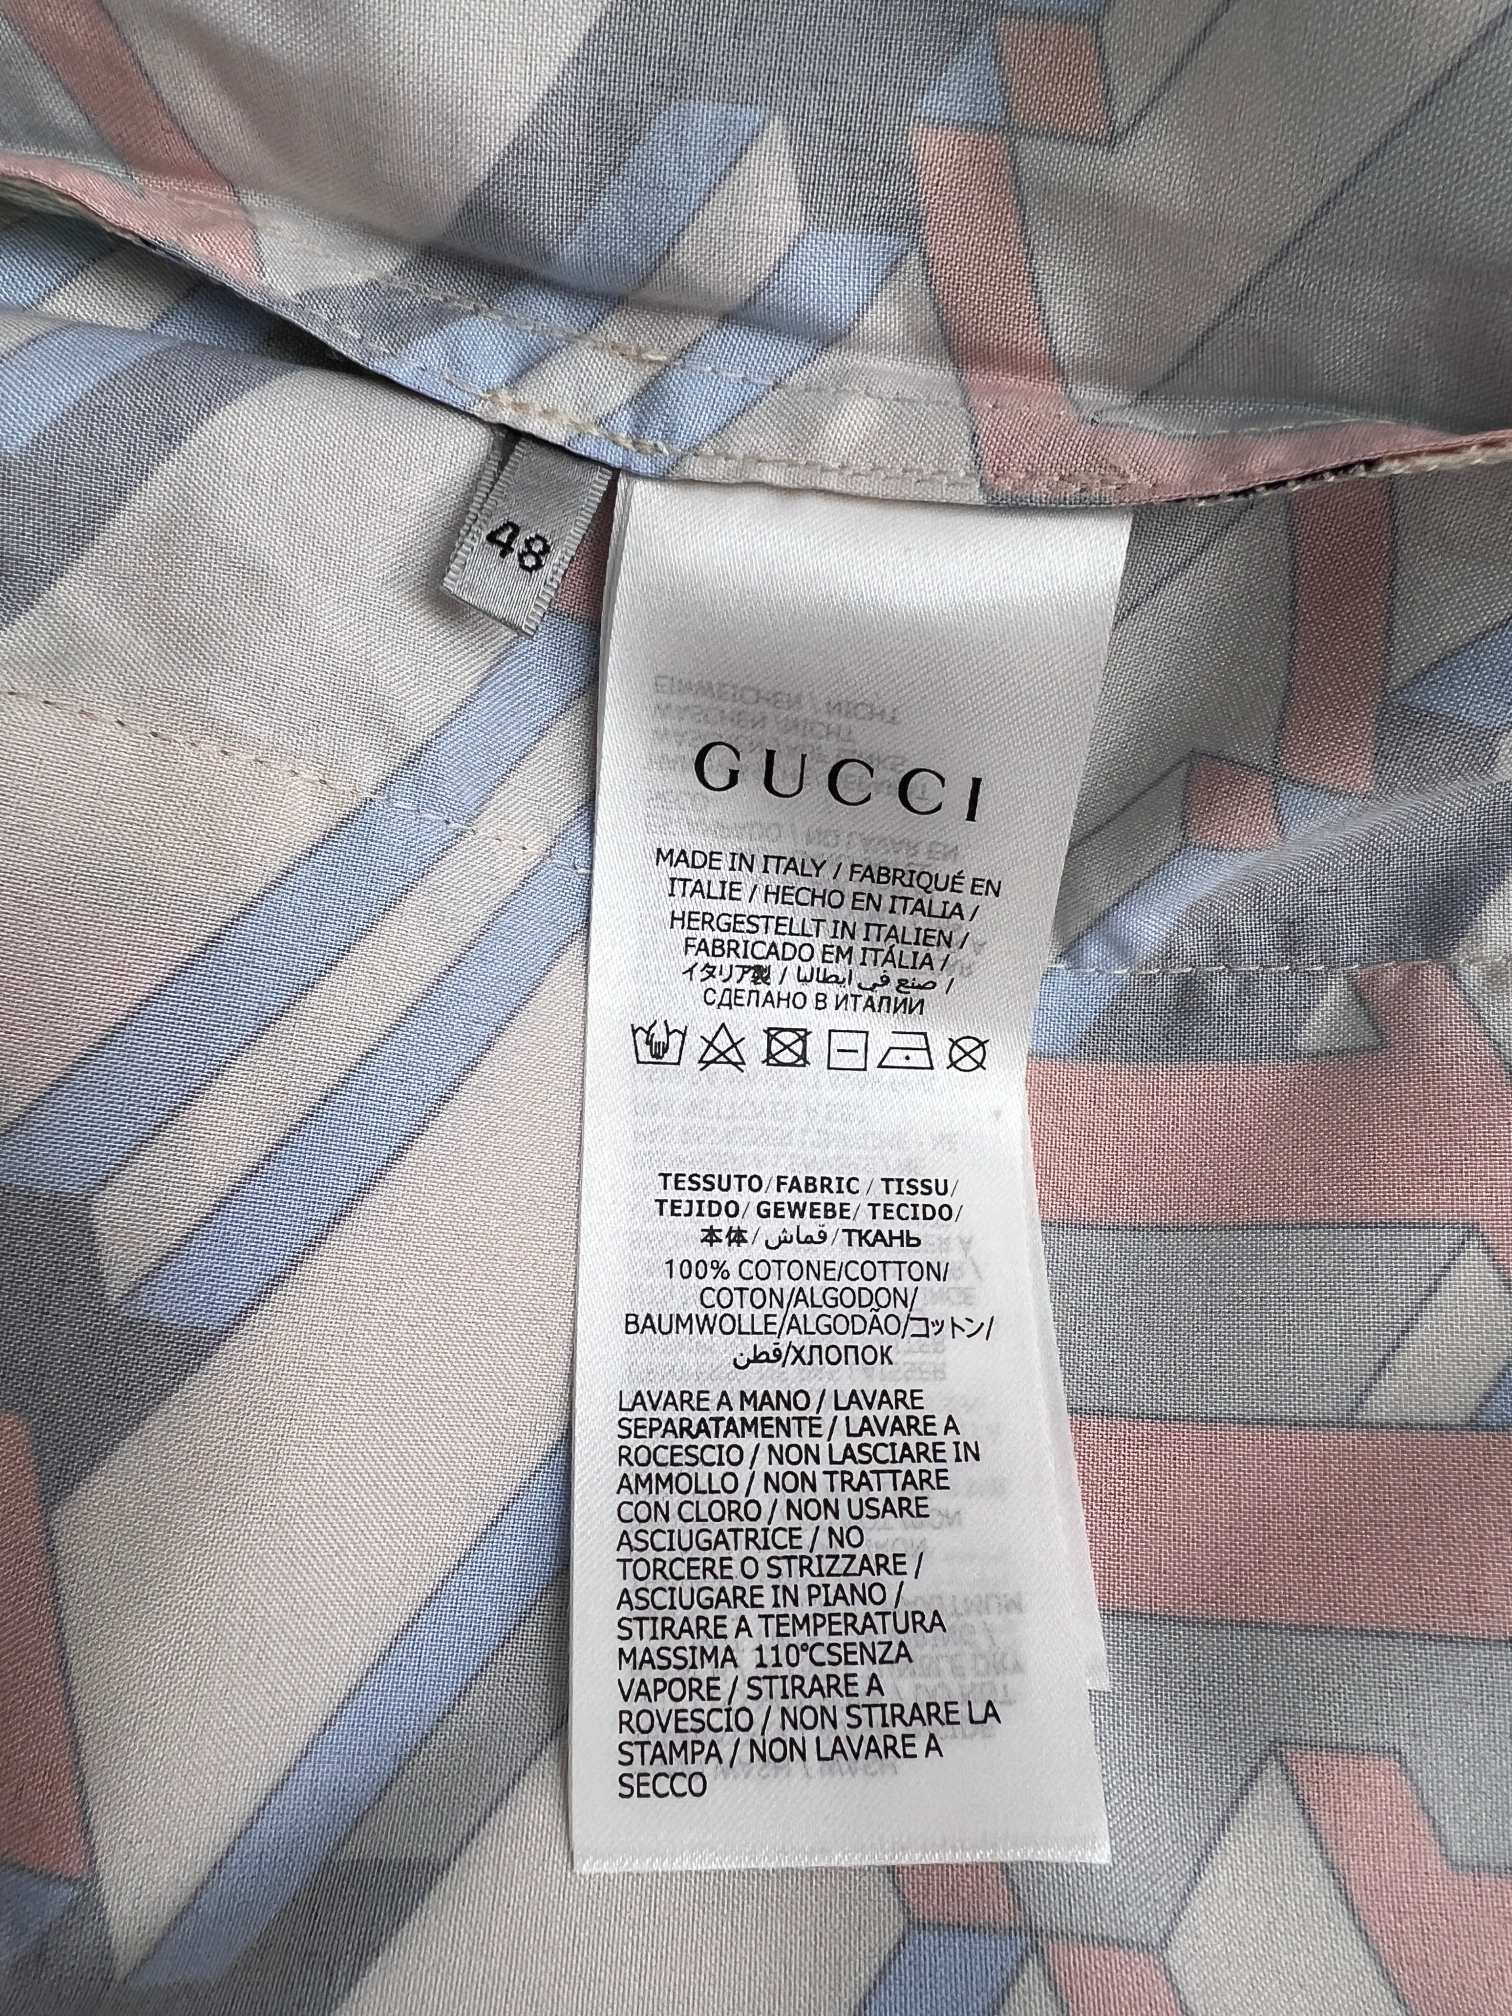 48
GUCCI
MADE IN ITALY / FABRIQUÉ EN
ITALIE / HECHO EN ITALIA /
HERGESTELLT IN ITALIEN /
FABRICADO EM ITÁLIA /
イタリア製 / صنع في ايطاليا /
СДЕЛАНО В ИТАЛИИ
TESSUTO/FABRIC / TISSU/
TEJIDO/ GEWEBE/ TECIDO/
本体/قماش/ТКАНЬ
100% COTONE/COTTON/
COTON/ALGODON/
BAUMWOLLE/ALGODÃO/コットン/
قطن/ХЛОПОК
LAVARE A MANO / LAVARE
SEPARATAMENTE / LAVARE A
ROCESCIO / NON LASCIARE IN
AMMOLLO / NON TRATTARE
CON CLORO / NON USARE
ASCIUGATRICE / NO
TORCERE O STRIZZARE /
ASCIUGARE IN PIANO /
STIRARE A TEMPERATURA
MASSIMA 110°CSENZA
VAPORE / STIRARE A
ROVESCIO / NON STIRARE LA
STAMPA / NON LAVARE A
SECCO